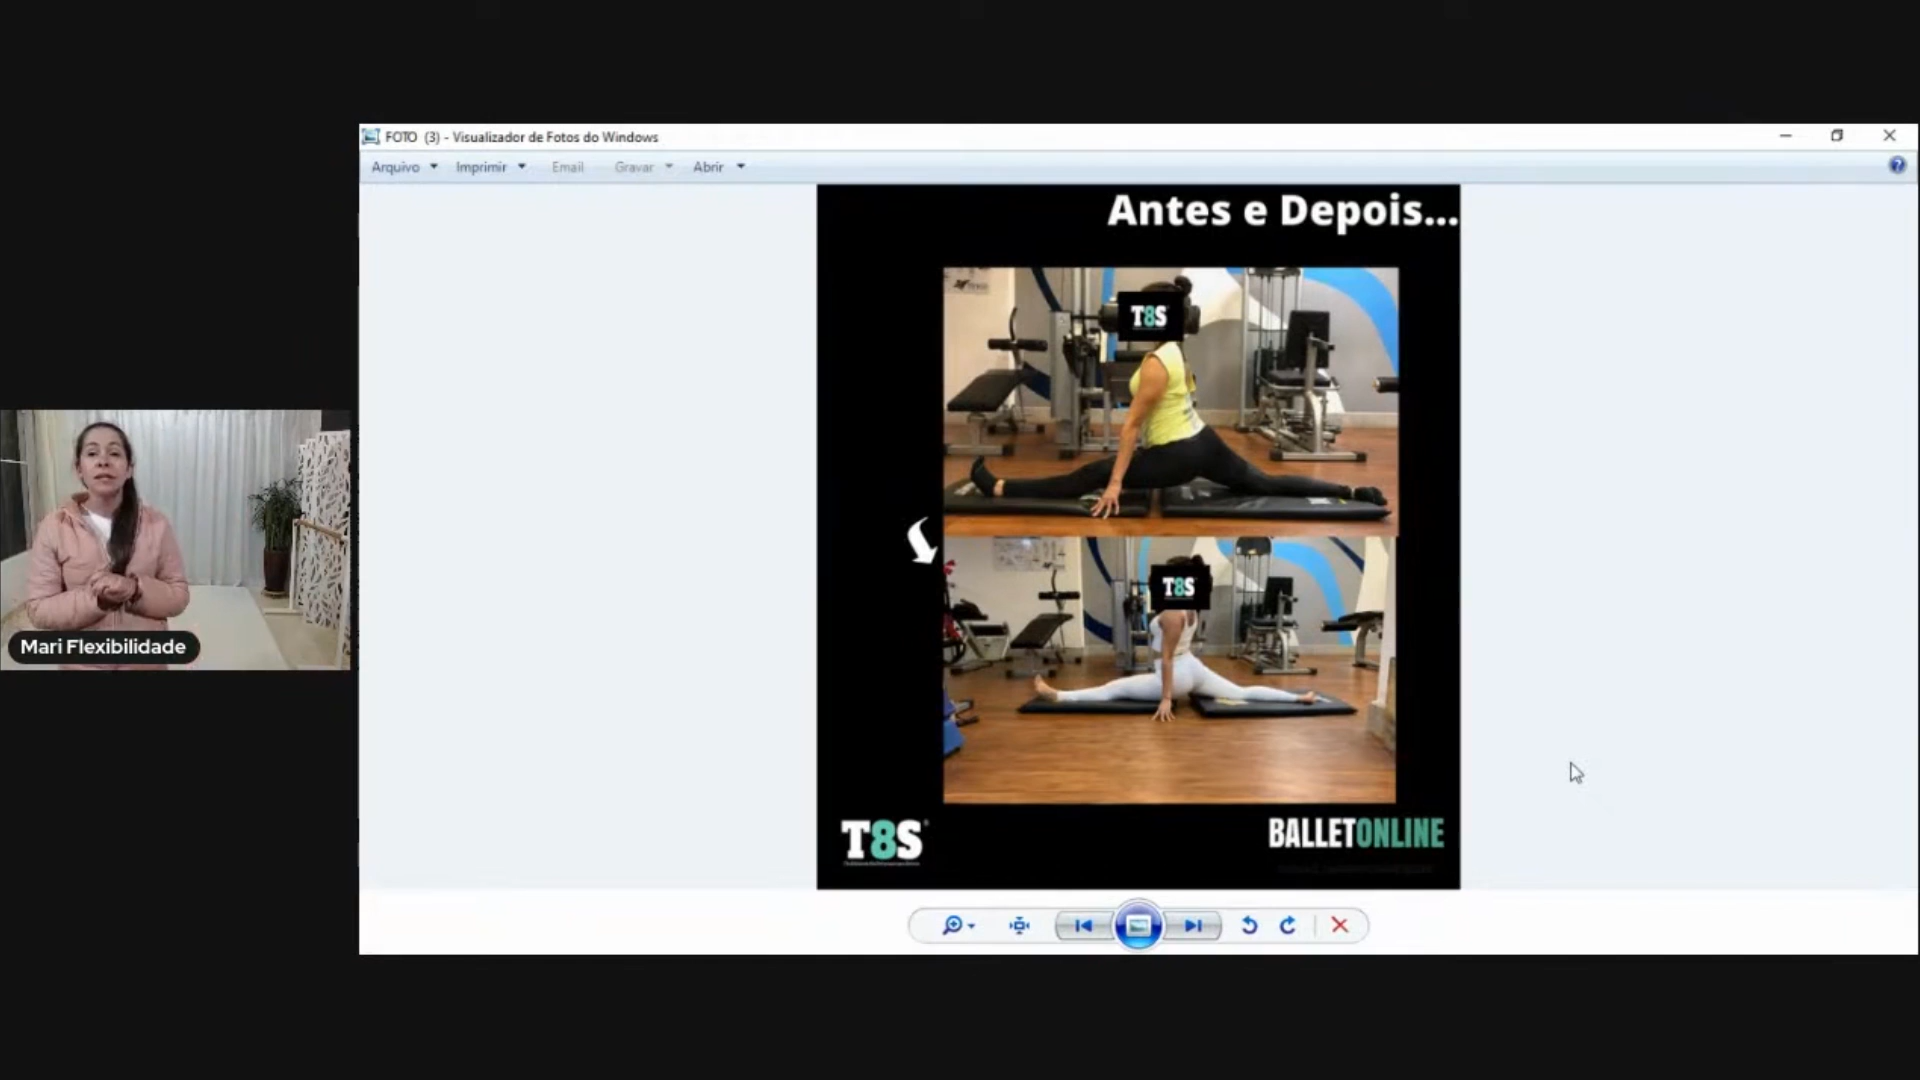 FOTO (3) - Visualizador de Fotos do Windows
Arquivo Imprimir Email Gravar Abrir
Antes e Depois...
T8S
T8S
Mari Flexibilidade
T8S
BALLETONLINE